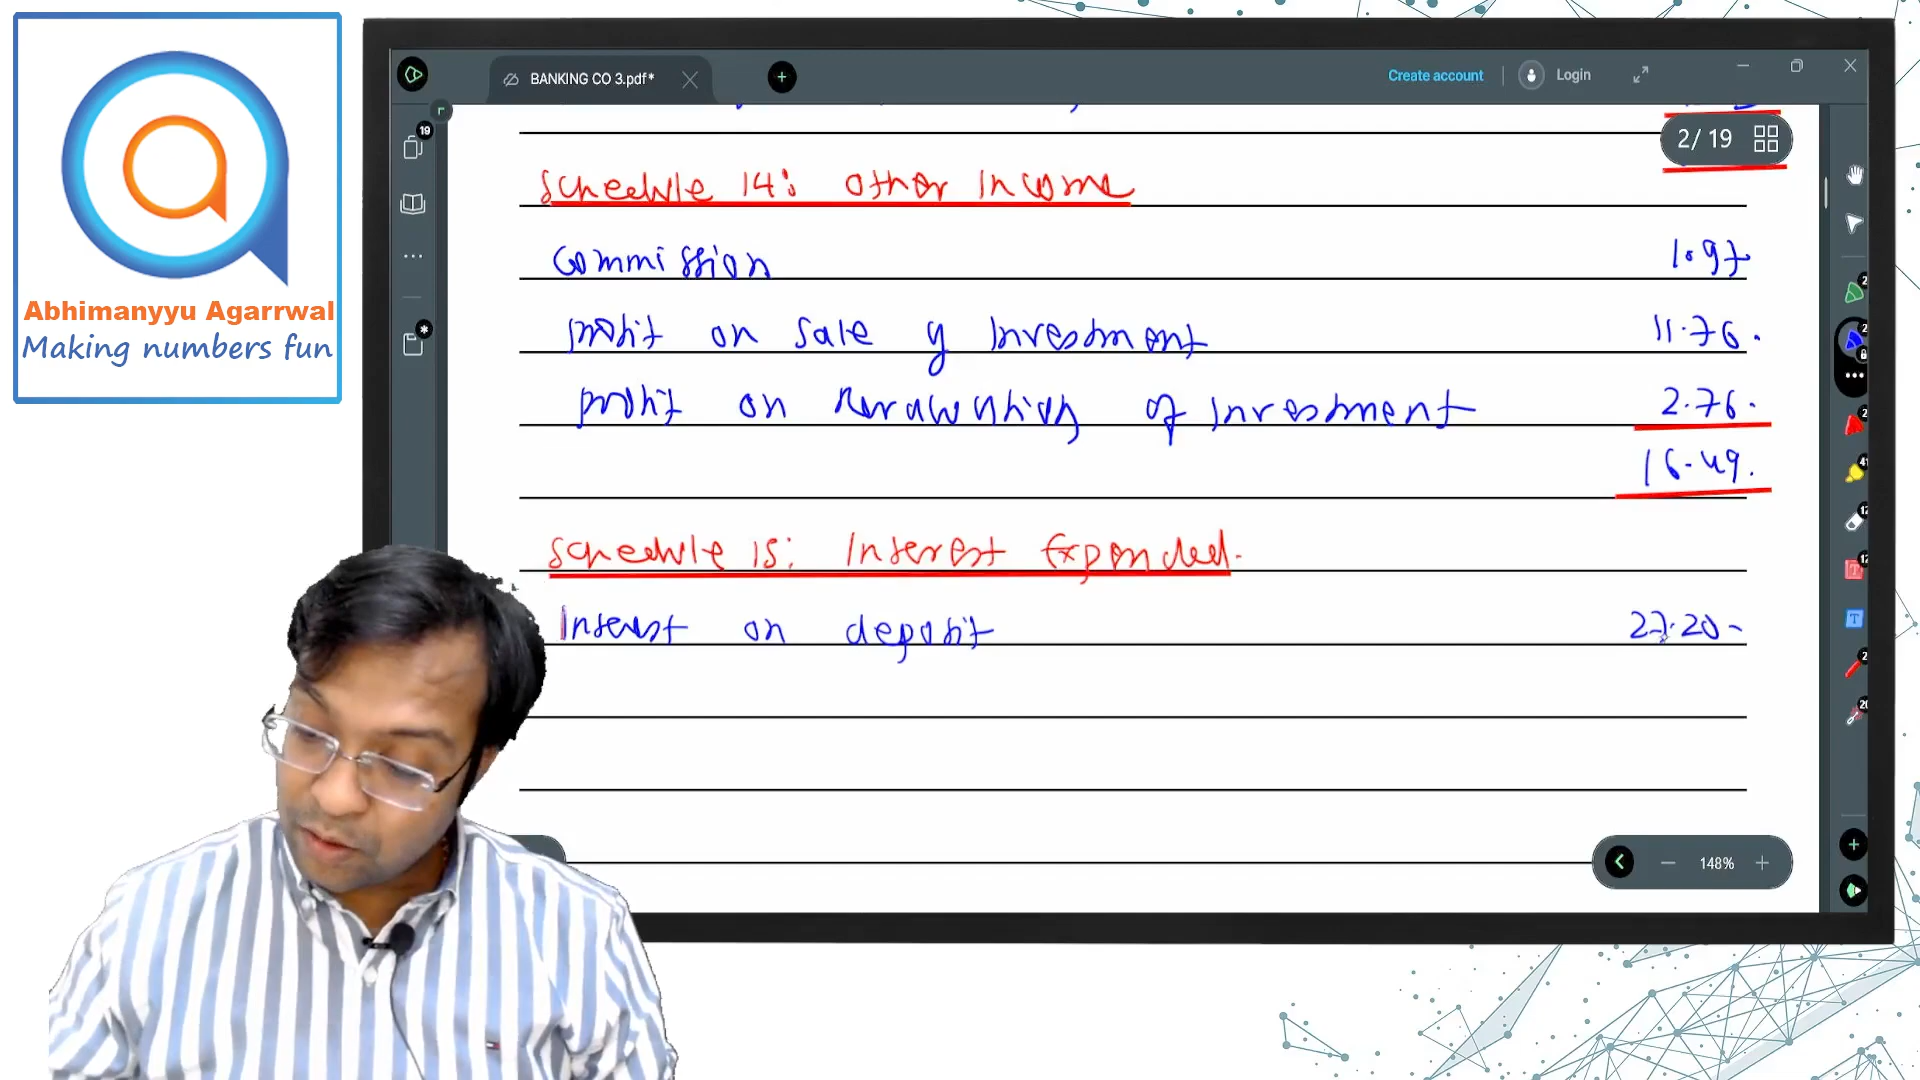 Abhimanyyu Agarrwal
Making numbers fun
BANKING CO 3.pdf*
Create account
Login
2/ 19
19
Schedule 14: Other Income
Commission 1.97
profit on sale of Investment 11.76.
profit on Revaluation of Investment 2.76.
16.49.
Schedule 15: Interest Expended.
Interest on deposit 27.20
148%